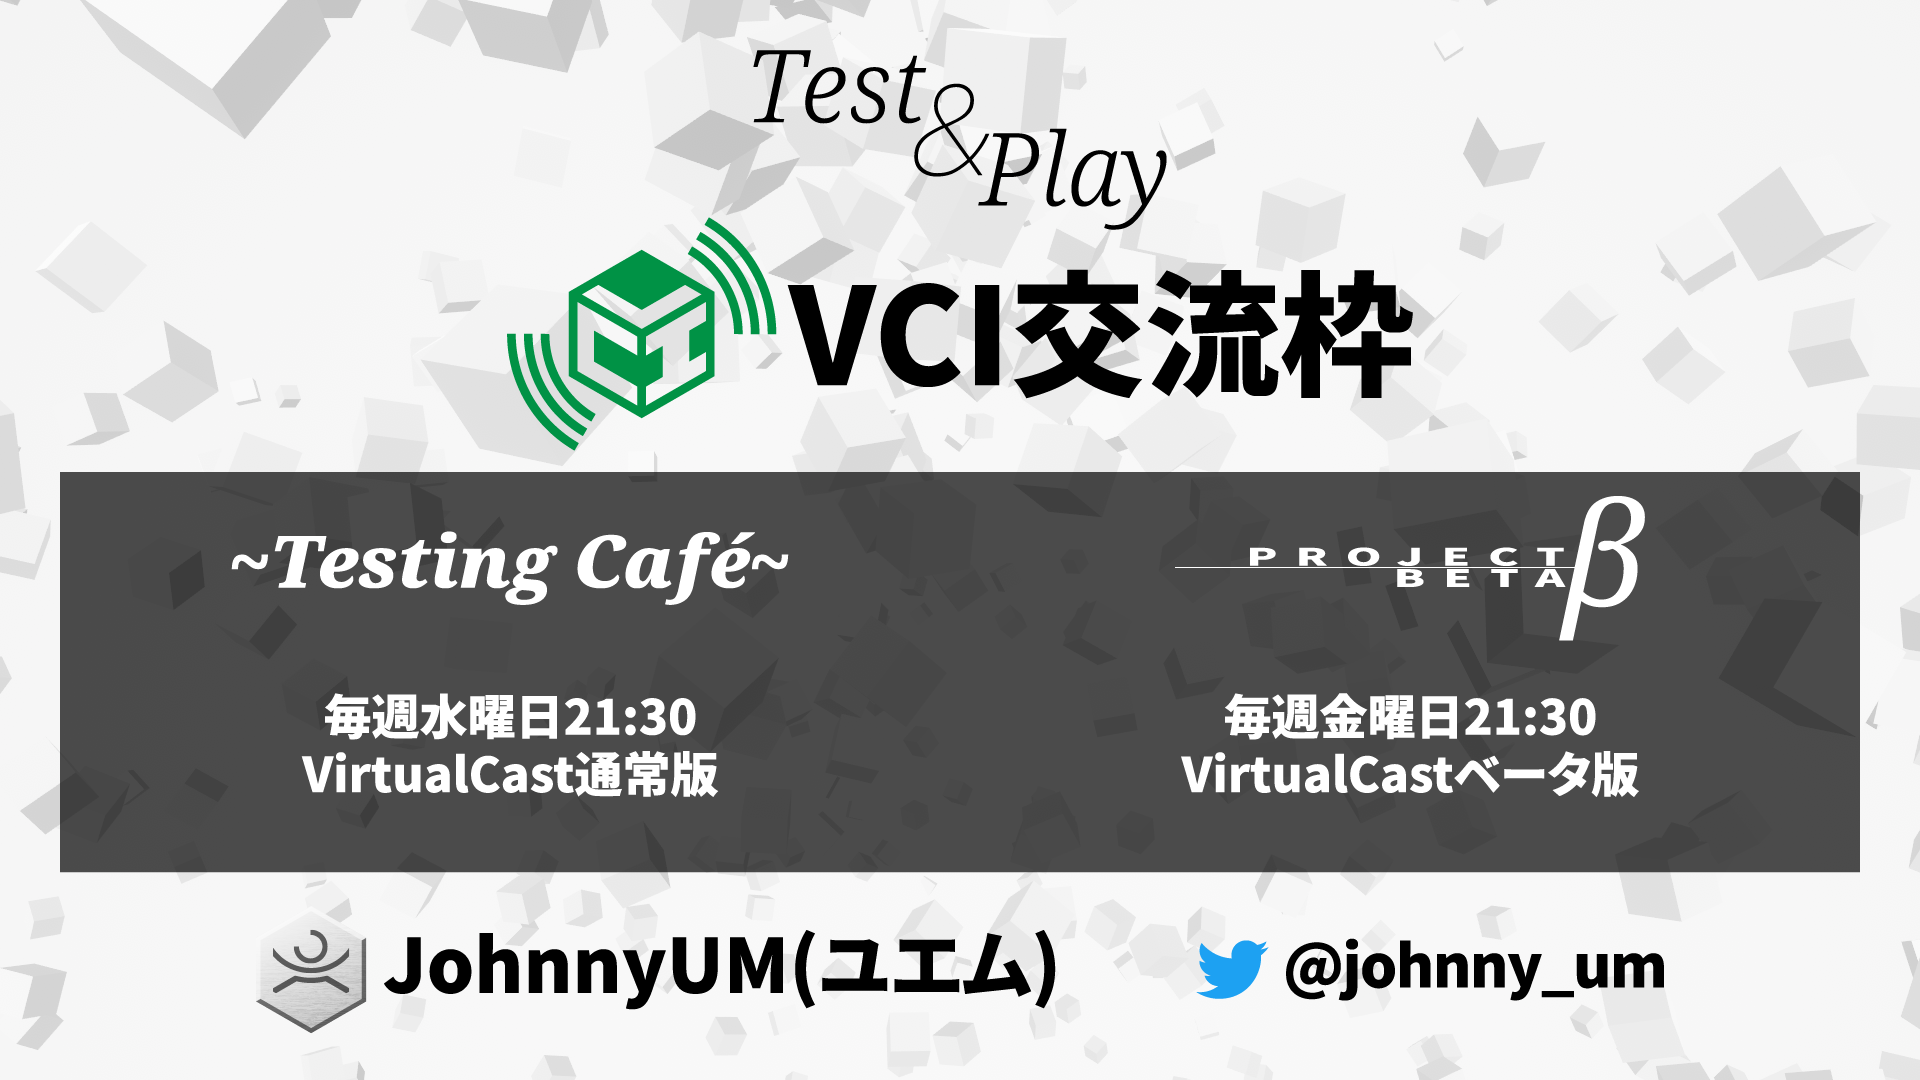 Test
&
Play
VCI交流枠
~Testing Café~
毎週水曜日21:30
VirtualCast通常版
PROJECT
BETA
β
毎週金曜日21:30
VirtualCastベータ版
JohnnyUM(ユエム)
@johnny_um